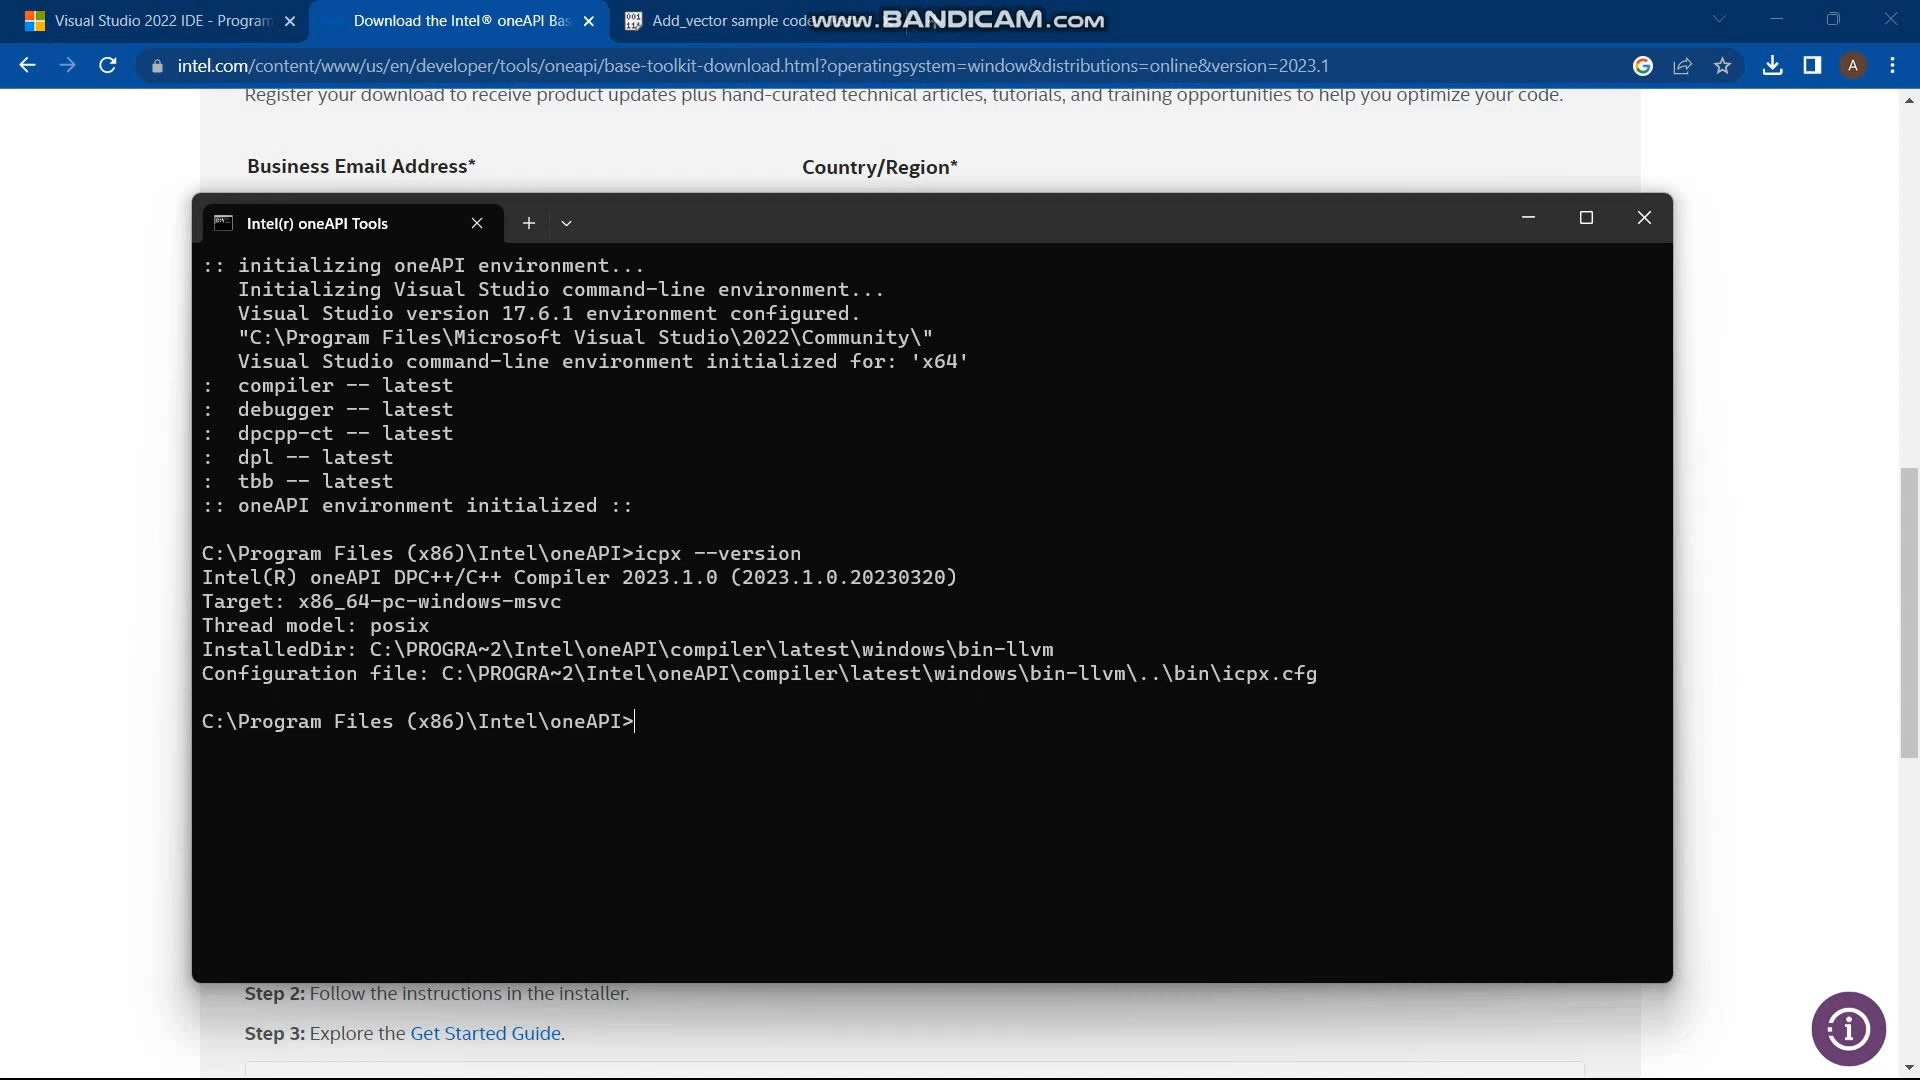 Visual Studio 2022 IDE - Program
Download the Intel® oneAPI Bas
Add_vector sample code
www.BANDICAM.com
intel.com/content/www/us/en/developer/tools/oneapi/base-toolkit-download.html?operatingsystem=window&distributions=online&version=2023.1
A
Register your download to receive product updates plus hand-curated technical articles, tutorials, and training opportunities to help you optimize your code.
Business Email Address*
Country/Region*
Intel(r) oneAPI Tools
:: initializing oneAPI environment...
Initializing Visual Studio command-line environment...
Visual Studio version 17.6.1 environment configured.
"C:\Program Files\Microsoft Visual Studio\2022\Community\"
Visual Studio command-line environment initialized for: 'x64'
: compiler -- latest
: debugger -- latest
: dpcpp-ct -- latest
: dpl -- latest
: tbb -- latest
:: oneAPI environment initialized ::
C:\Program Files (x86)\Intel\oneAPI>icpx --version
Intel(R) oneAPI DPC++/C++ Compiler 2023.1.0 (2023.1.0.20230320)
Target: x86_64-pc-windows-msvc
Thread model: posix
InstalledDir: C:\PROGRA~2\Intel\oneAPI\compiler\latest\windows\bin-llvm
Configuration file: C:\PROGRA~2\Intel\oneAPI\compiler\latest\windows\bin-llvm\..\bin\icpx.cfg
C:\Program Files (x86)\Intel\oneAPI>
Step 2: Follow the instructions in the installer.
Step 3: Explore the Get Started Guide.